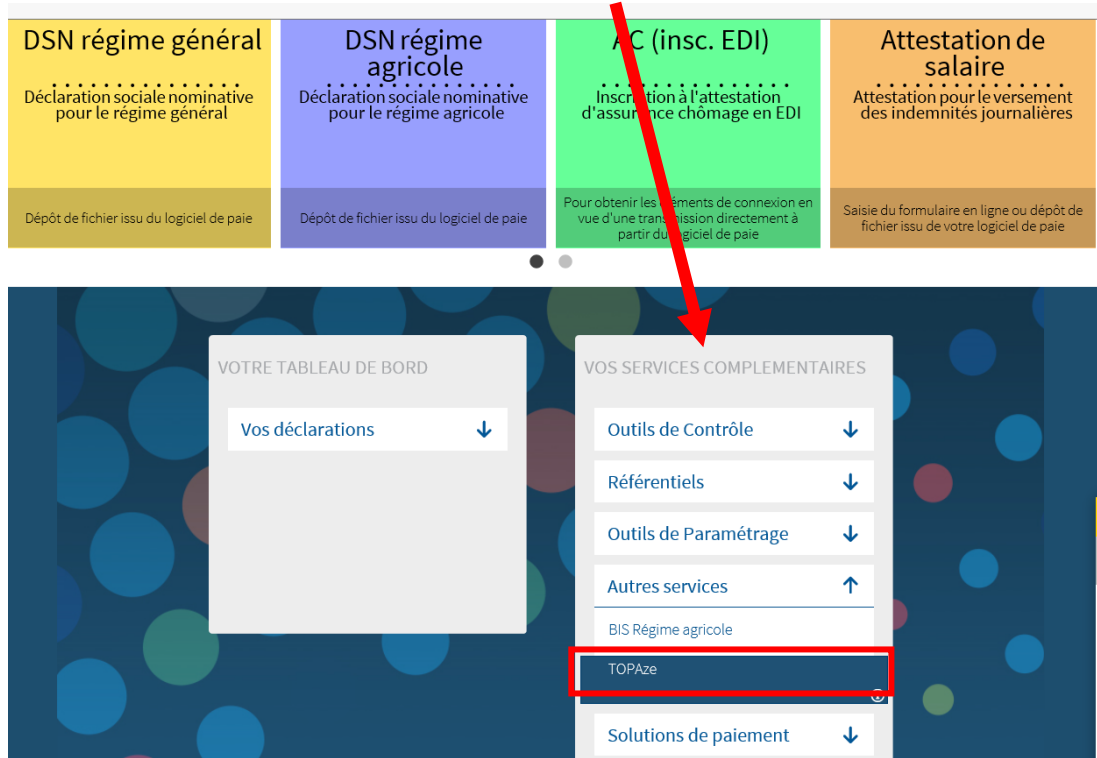 DSN régime général
Déclaration sociale nominative
pour le régime général
Dépôt de fichier issu du logiciel de paie
DSN régime
agricole
Déclaration sociale nominative
pour le régime agricole
Dépôt de fichier issu du logiciel de paie
AC (insc. EDI)
Inscription à l'attestation
d'assurance chômage en EDI
Pour obtenir les éléments de connexion en
vue d'une transmission directement à
partir du logiciel de paie
Attestation de
salaire
Attestation pour le versement
des indemnités journalières
Saisie du formulaire en ligne ou dépôt de
fichier issu de votre logiciel de paie
VOTRE TABLEAU DE BORD
Vos déclarations
VOS SERVICES COMPLEMENTAIRES
Outils de Contrôle
Référentiels
Outils de Paramétrage
Autres services
BIS Régime agricole
TOPAze
Solutions de paiement